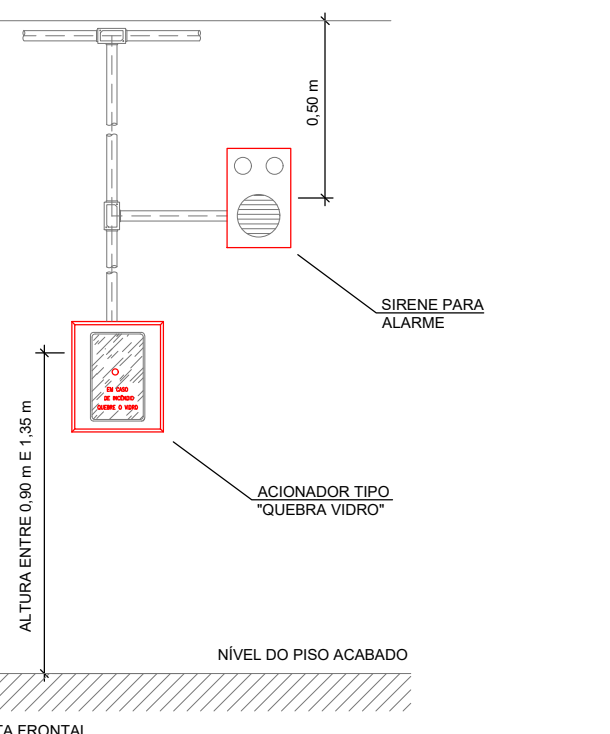 0,50 m
SIRENE PARA
ALARME
EM CASO
DE INCÊNDIO
QUEBRE O VIDRO
ALTURA ENTRE 0,90 m E 1,35 m
ACIONADOR TIPO
"QUEBRA VIDRO"
NÍVEL DO PISO ACABADO
TA FRONTAL